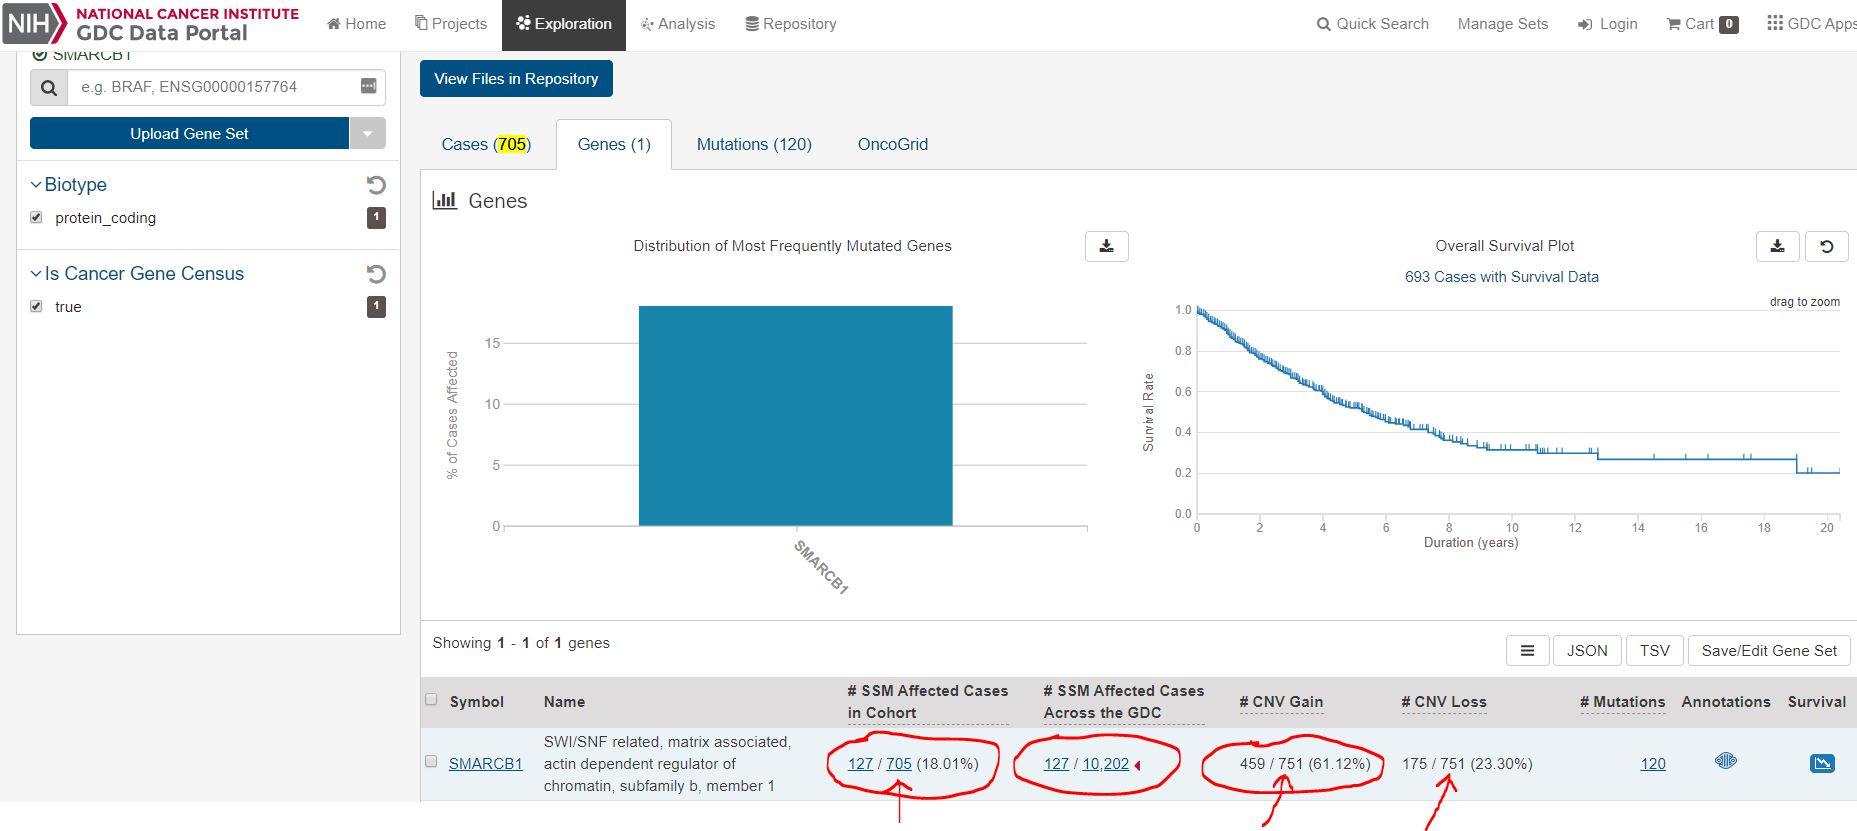 NIH NATIONAL CANCER INSTITUTE
GDC Data Portal
Home Projects Exploration Analysis Repository Quick Search Manage Sets Login Cart 0 GDC Apps
SMARCB1
e.g. BRAF, ENSG00000157764
Upload Gene Set
Biotype
protein_coding 1
Is Cancer Gene Census
true 1
View Files in Repository
Cases (705) Genes (1) Mutations (120) OncoGrid
Genes
Distribution of Most Frequently Mutated Genes
% of Cases Affected
15
10
5
0
SMARCB1
Overall Survival Plot
693 Cases with Survival Data
drag to zoom
Survival Rate
1.0
0.8
0.6
0.4
0.2
0.0
0 2 4 6 8 10 12 14 16 18 20
Duration (years)
Showing 1 - 1 of 1 genes
JSON TSV Save/Edit Gene Set
Symbol Name # SSM Affected Cases in Cohort # SSM Affected Cases Across the GDC # CNV Gain # CNV Loss # Mutations Annotations Survival
SMARCB1 SWI/SNF related, matrix associated, actin dependent regulator of chromatin, subfamily b, member 1 127 / 705 (18.01%) 127 / 10,202 459 / 751 (61.12%) 175 / 751 (23.30%) 120